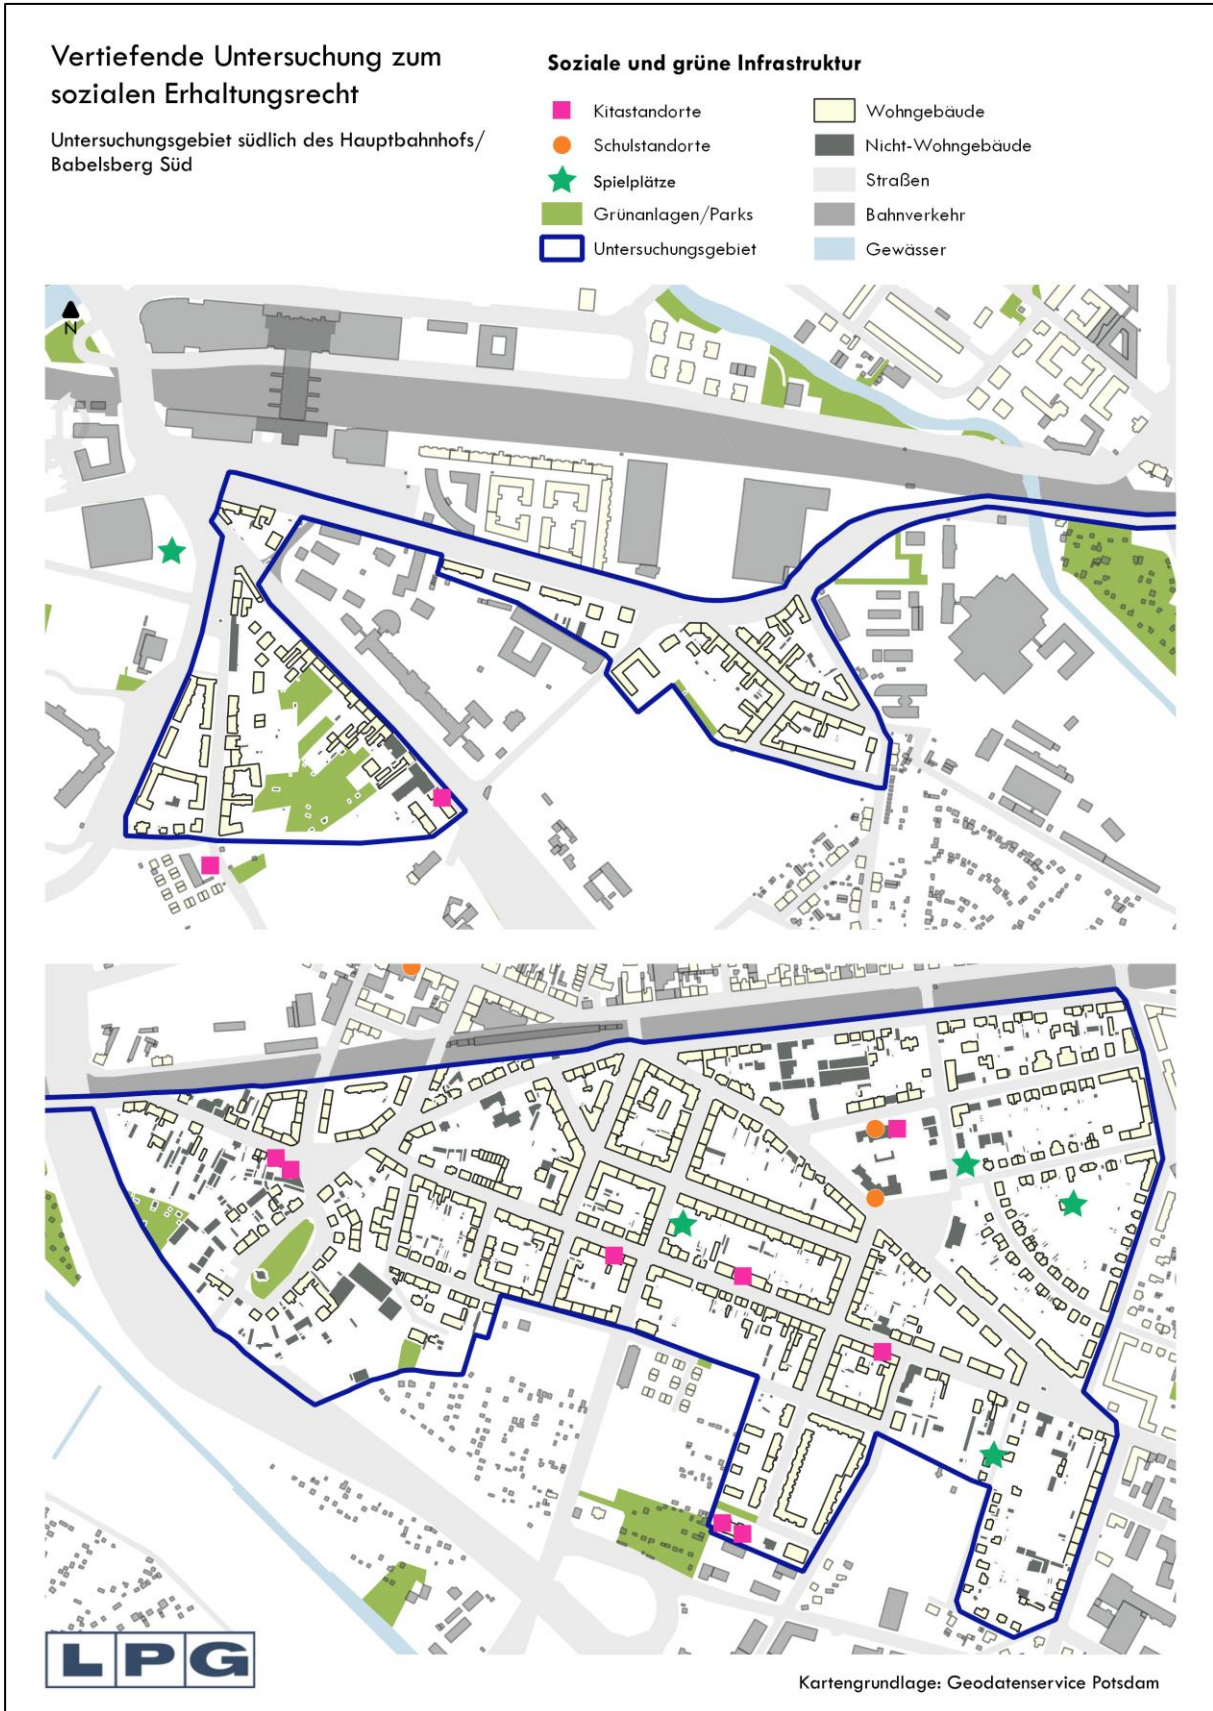 Vertiefende Untersuchung zum
sozialen Erhaltungsrecht
Untersuchungsgebiet südlich des Hauptbahnhofs/
Babelsberg Süd
Soziale und grüne Infrastruktur
Kitastandorte
Schulstandorte
Spielplätze
Grünanlagen/Parks
Untersuchungsgebiet
Wohngebäude
Nicht-Wohngebäude
Straßen
Bahnverkehr
Gewässer
N
LPG
Kartengrundlage: Geodatenservice Potsdam